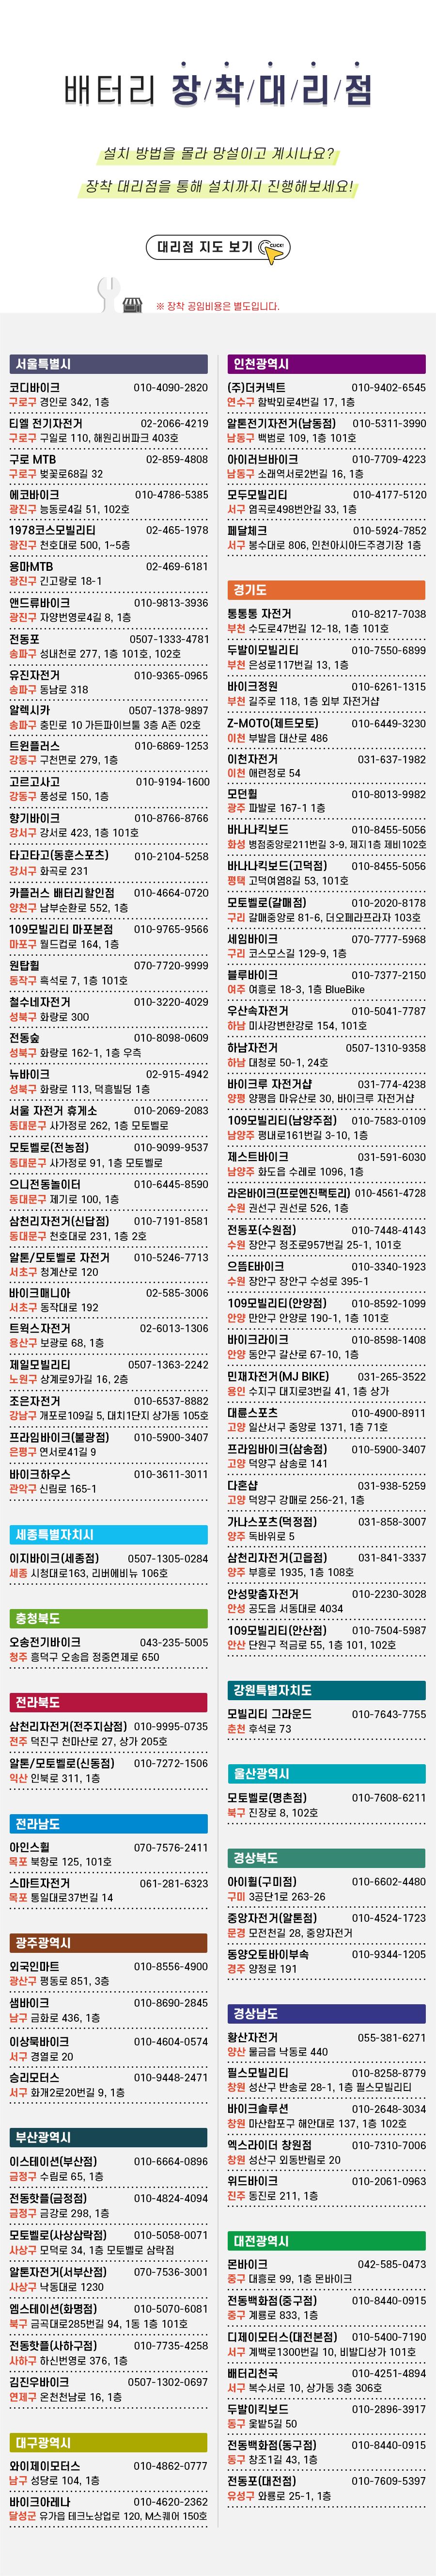 배터리 장/착/대/리/점
설치 방법을 몰라 망설이고 계시나요?
장착 대리점을 통해 설치까지 진행해보세요!
대리점 지도 보기 CLICK!
※ 장착 공임비용은 별도입니다.
서울특별시
코디바이크 010-4090-2820
구로구 경인로 342, 1층
티엘 전기자전거 02-2066-4219
구로구 구일로 110, 해원리버파크 403호
구로 MTB 02-859-4808
구로구 벚꽃로68길 32
에코바이크 010-4786-5385
광진구 능동로4길 51, 102호
1978코스모빌리티 02-465-1978
광진구 천호대로 500, 1-5층
용마MTB 02-469-6181
광진구 긴고랑로 18-1
앤드류바이크 010-9813-3936
광진구 자양번영로4길 8, 1층
전동포 0507-1333-4781
송파구 성내천로 277, 1층 101호, 102호
유진자전거 010-9365-0965
송파구 동남로 318
알렉시카 0507-1378-9897
송파구 충민로 10 가든파이브툴 3층 A존 02호
트윈플러스 010-6869-1253
강동구 구천면로 279, 1층
고르고사고 010-9194-1600
강동구 풍성로 150, 1층
향기바이크 010-8766-8766
강서구 강서로 423, 1층 101호
타고타고(동훈스포츠) 010-2104-5258
강서구 화곡로 231
카플러스 배터리할인점 010-4664-0720
양천구 남부순환로 552, 1층
109모빌리티 마포본점 010-9765-9566
마포구 월드컵로 164, 1층
원탑휠 070-7720-9999
동작구 흑석로 7, 1층 101호
철수네자전거 010-3220-4029
성북구 화랑로 300
전동숲 010-8098-0609
성북구 화랑로 162-1, 1층 우측
뉴바이크 02-915-4942
성북구 화랑로 113, 덕흥빌딩 1층
서울 자전거 휴게소 010-2069-2083
동대문구 사가정로 262, 1층 모토벨로
모토벨로(전농점) 010-9099-9537
동대문구 사가정로 91, 1층 모토벨로
으니전동놀이터 010-6445-8590
동대문구 제기로 100, 1층
삼천리자전거(신답점) 010-7191-8581
동대문구 천호대로 231, 1층 2호
알톤/모토벨로 자전거 010-5246-7713
서초구 청계산로 120
바이크매니아 02-585-3006
서초구 동작대로 192
트윅스자전거 02-6013-1306
용산구 보광로 68, 1층
제일모빌리티 0507-1363-2242
노원구 상계로9가길 16, 2층
조은자전거 010-6537-8882
강남구 개포로109길 5, 대치1단지 상가동 105호
프라임바이크(불광점) 010-5900-3407
은평구 연서로41길 9
바이크하우스 010-3611-3011
관악구 신림로 165-1
세종특별자치시
이지바이크(세종점) 0507-1305-0284
세종 시청대로163, 리버에비뉴 106호
충청북도
오송전기바이크 043-235-5005
청주 흥덕구 오송읍 정중연제로 650
전라북도
삼천리자전거(전주지삼점) 010-9995-0735
전주 덕진구 천마산로 27, 상가 205호
알톤/모토벨로(신동점) 010-7272-1506
익산 인북로 311, 1층
전라남도
아인스휠 070-7576-2411
목포 북항로 125, 101호
스마트자전거 061-281-6323
목포 통일대로37번길 14
광주광역시
외국인마트 010-8556-4900
광산구 평동로 851, 3층
샘바이크 010-8690-2845
남구 금화로 436, 1층
이상묵바이크 010-4604-0574
서구 경열로 20
승리모터스 010-9448-2471
서구 화개2로20번길 9, 1층
부산광역시
이스테이션(부산점) 010-6664-0896
금정구 수림로 65, 1층
전동핫플(금정점) 010-4824-4094
금정구 금강로 298, 1층
모토벨로(사상삼락점) 010-5058-0071
사상구 모덕로 34, 1층 모토벨로 삼락점
알톤자전거(서부산점) 070-7536-3001
사상구 낙동대로 1230
엠스테이션(화명점) 010-5070-6081
북구 금곡대로285번길 94, 1동 1층 101호
전동핫플(사하구점) 010-7735-4258
사하구 하신번영로 376, 1층
김진우바이크 0507-1302-0697
연제구 온천천남로 16, 1층
대구광역시
와이제이모터스 010-4862-0777
남구 성당로 104, 1층
바이크아레나 010-4620-2362
달성군 유가읍 테크노상업로 120, M스퀘어 150호
인천광역시
(주)더커넥트 010-9402-6545
연수구 함박뫼로4번길 17, 1층
알톤전기자전거(남동점) 010-5311-3990
남동구 백범로 109, 1층 101호
아이러브바이크 010-7709-4223
남동구 소래역서로2번길 16, 1층
모두모빌리티 010-4177-5120
서구 염곡로498번안길 33, 1층
페달체크 010-5924-7852
서구 봉수대로 806, 인천아시아드주경기장 1층
경기도
통통통 자전거 010-8217-7038
부천 수도로47번길 12-18, 1층 101호
두발이모빌리티 010-7550-6899
부천 은성로117번길 13, 1층
바이크정원 010-6261-1315
부천 길주로 118, 1층 외부 자전거샵
Z-MOTO(제트모토) 010-6449-3230
이천 부발읍 대산로 486
이천자전거 031-637-1982
이천 애련정로 54
모던휠 010-8013-9982
광주 파발로 167-1 1층
바나나킥보드 010-8455-5056
화성 병점중앙로211번길 3-9, 제지1층 제비102호
바나나킥보드(고덕점) 010-8455-5056
평택 고덕여염8길 53, 101호
모토벨로(갈매점) 010-2020-8178
구리 갈매중앙로 81-6, 더오페라프라자 103호
세임바이크 070-7777-5968
구리 코스모스길 129-9, 1층
블루바이크 010-7377-2150
여주 여흥로 18-3, 1층 BlueBike
우산속자전거 010-5041-7787
하남 미사강변한강로 154, 101호
하남자전거 0507-1310-9358
하남 대청로 50-1, 24호
바이크루 자전거샵 031-774-4238
양평 양평읍 마유산로 30, 바이크루 자전거샵
109모빌리티(남양주점) 010-7583-0109
남양주 평내로161번길 3-10, 1층
제스트바이크 031-591-6030
남양주 화도읍 수레로 1096, 1층
라온바이크(프로엔진팩토리) 010-4561-4728
수원 권선구 권선로 526, 1층
전동포(수원점) 010-7448-4143
수원 장안구 정조로957번길 25-1, 101호
으뜸E바이크 010-3340-1923
수원 장안구 장안구 수성로 395-1
109모빌리티(안양점) 010-8592-1099
안양 만안구 안양로 190-1, 1층 101호
바이크라이크 010-8598-1408
안양 동안구 갈산로 67-10, 1층
민재자전거(MJ BIKE) 031-265-3522
용인 수지구 대지로3번길 41, 1층 상가
대륜스포츠 010-4900-8911
고양 일산서구 중앙로 1371, 1층 71호
프라임바이크(삼송점) 010-5900-3407
고양 덕양구 삼송로 141
다혼샵 031-938-5259
고양 덕양구 강매로 256-21, 1층
가나스포츠(덕정점) 031-858-3007
양주 독바위로 5
삼천리자전거(고읍점) 031-841-3337
양주 부흥로 1935, 1층 108호
안성맞춤자전거 010-2230-3028
안성 공도읍 서동대로 4034
109모빌리티(안산점) 010-7504-5987
안산 단원구 적금로 55, 1층 101, 102호
강원특별자치도
모빌리티 그라운드 010-7643-7755
춘천 후석로 73
울산광역시
모토벨로(명촌점) 010-7608-6211
북구 진장로 8, 102호
경상북도
아이휠(구미점) 010-6602-4480
구미 3공단1로 263-26
중앙자전거(알톤점) 010-4524-1723
문경 모전천길 28, 중앙자전거
동양오토바이부속 010-9344-1205
경주 양정로 191
경상남도
황산자전거 055-381-6271
양산 물금읍 낙동로 440
필스모빌리티 010-8258-8779
창원 성산구 반송로 28-1, 1층 필스모빌리티
바이크솔루션 010-2648-3034
창원 마산합포구 해안대로 137, 1층 102호
엑스라이더 창원점 010-7310-7006
창원 성산구 외동반림로 20
위드바이크 010-2061-0963
진주 동진로 211, 1층
대전광역시
몬바이크 042-585-0473
중구 대흥로 99, 1층 몬바이크
전동백화점(중구점) 010-8440-0915
중구 계룡로 833, 1층
디제이모터스(대전본점) 010-5400-7190
서구 계백로1300번길 10, 비발디상가 101호
배터리천국 010-4251-4894
서구 복수서로 10, 상가동 3층 306호
두발이킥보드 010-2896-3917
동구 옻밭5길 50
전동백화점(동구점) 010-8440-0915
동구 창조1길 43, 1층
전동포(대전점) 010-7609-5397
유성구 와룡로 25-1, 1층